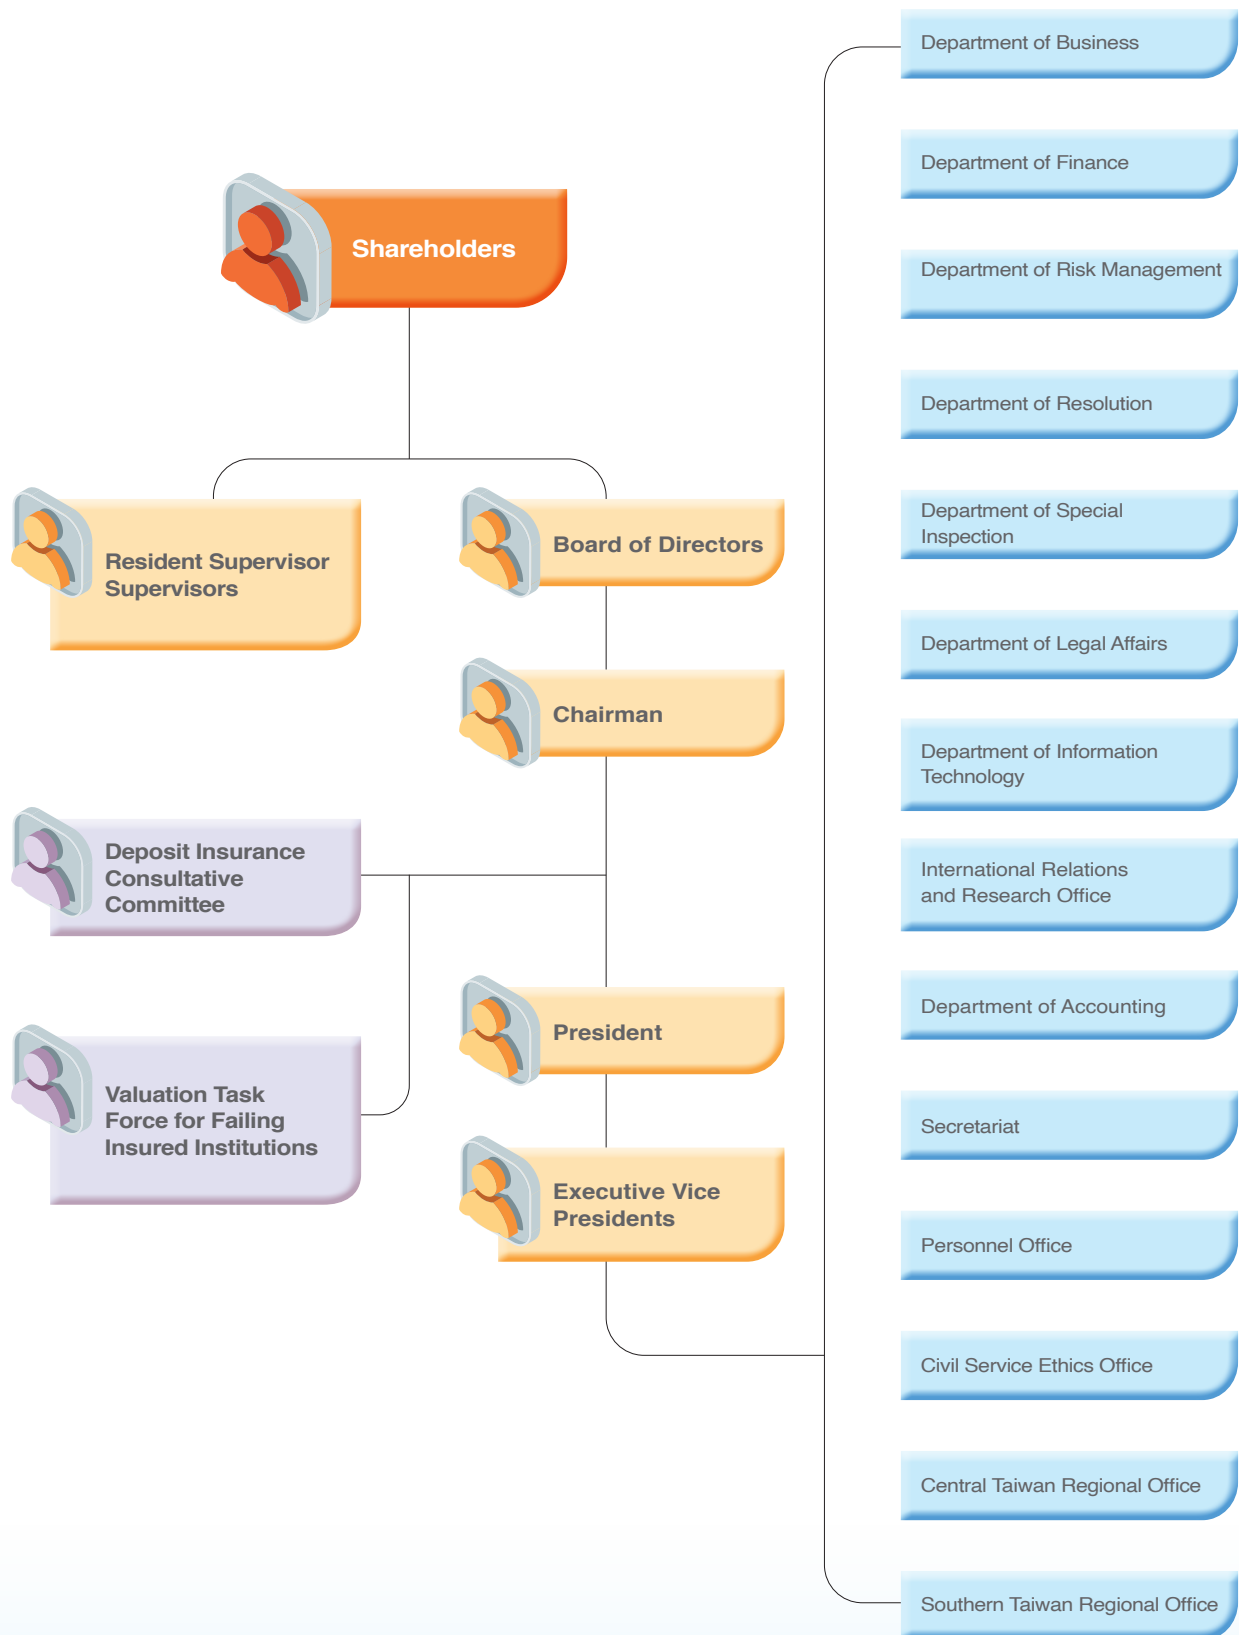 Shareholders
Resident Supervisor
Supervisors
Board of Directors
Chairman
Deposit Insurance
Consultative
Committee
Valuation Task
Force for Failing
Insured Institutions
President
Executive Vice
Presidents
Department of Business
Department of Finance
Department of Risk Management
Department of Resolution
Department of Special
Inspection
Department of Legal Affairs
Department of Information
Technology
International Relations
and Research Office
Department of Accounting
Secretariat
Personnel Office
Civil Service Ethics Office
Central Taiwan Regional Office
Southern Taiwan Regional Office